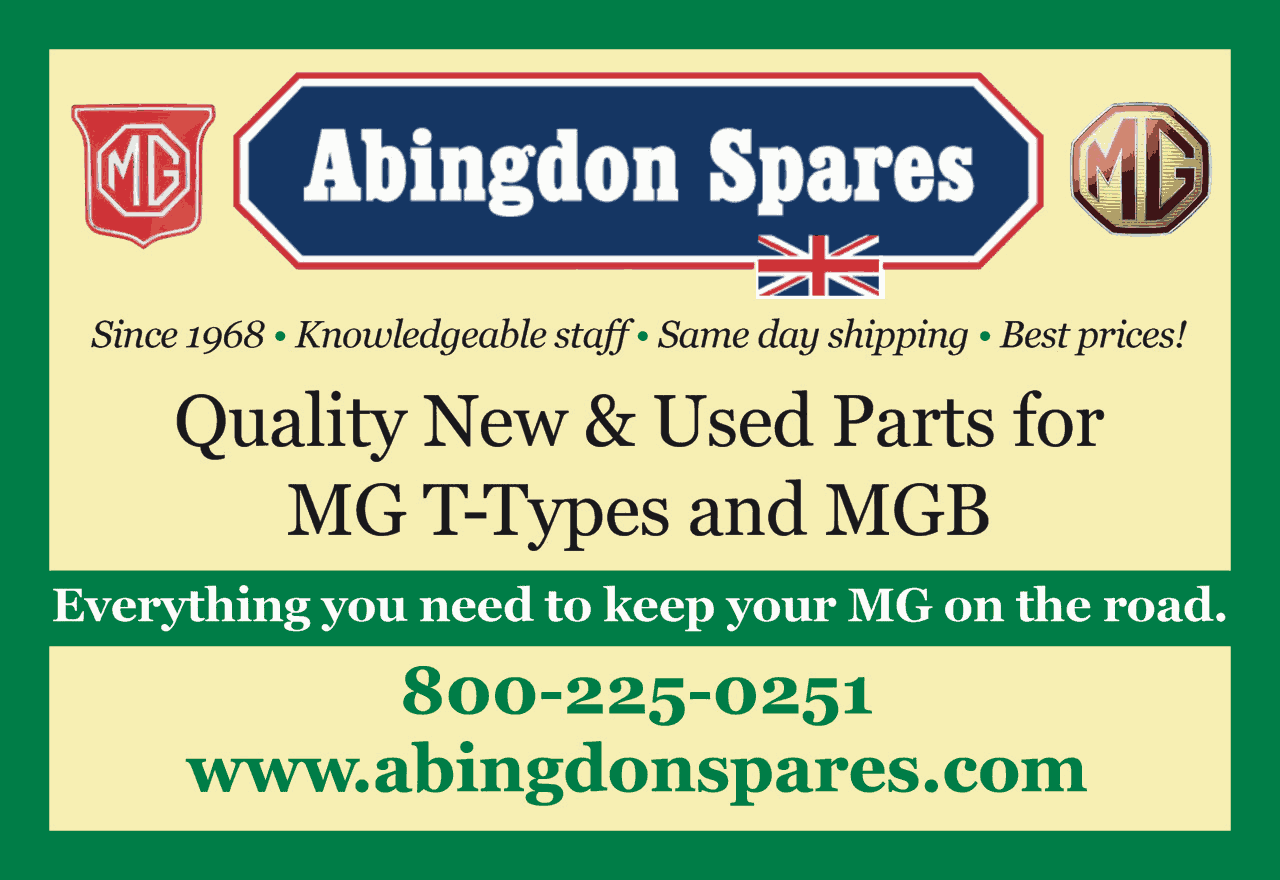 MG
Abingdon Spares
MG
Since 1968 • Knowledgeable staff • Same day shipping • Best prices!
Quality New & Used Parts for
MG T-Types and MGB
Everything you need to keep your MG on the road.
800-225-0251
www.abingdonspares.com